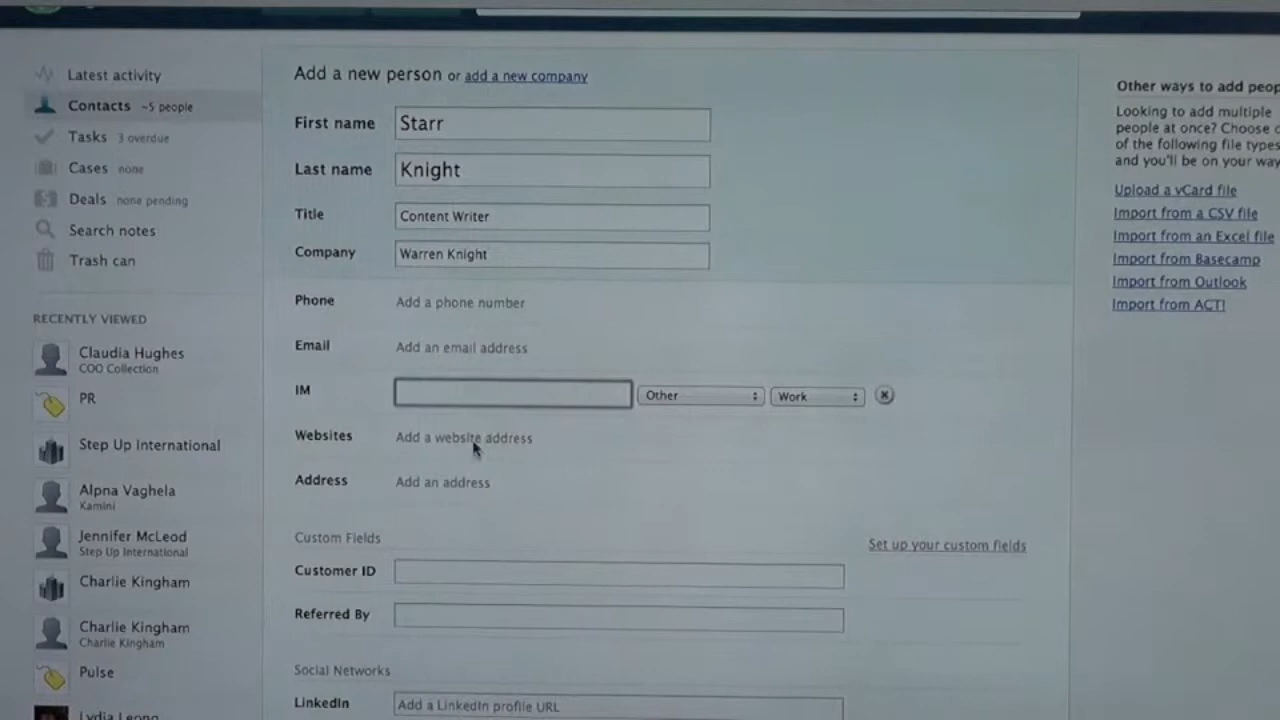 Latest activity
Contacts ~5 people
Tasks 3 overdue
Cases none
Deals none pending
Search notes
Trash can
RECENTLY VIEWED
Claudia Hughes
COO Collection
PR
Step Up International
Alpna Vaghela
Kamini
Jennifer McLeod
Step Up International
Charlie Kingham
Charlie Kingham
Charlie Kingham
Pulse
Lydia Leong
Add a new person or add a new company
First name Starr
Last name Knight
Title Content Writer
Company Warren Knight
Phone Add a phone number
Email Add an email address
IM Other Work
Websites Add a website address
Address Add an address
Custom Fields Set up your custom fields
Customer ID
Referred By
Social Networks
LinkedIn Add a LinkedIn profile URL
Other ways to add
Looking to add multiple
people at once? Choose
of the following file types
and you'll be on your way
Upload a vCard file
Import from a CSV file
Import from an Excel file
Import from Basecamp
Import from Outlook
Import from ACT!